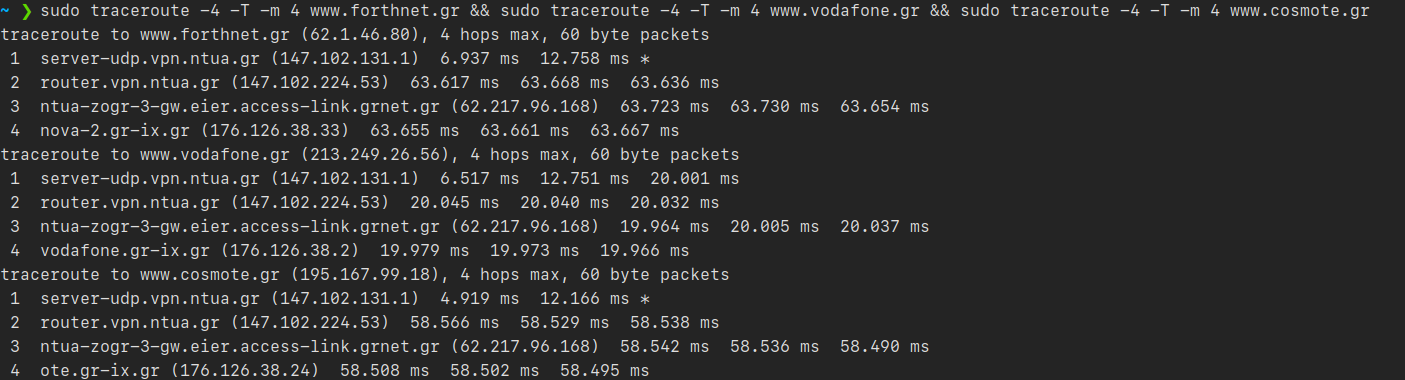 ~ ❯ sudo traceroute -4 -T -m 4 www.forthnet.gr && sudo traceroute -4 -T -m 4 www.vodafone.gr && sudo traceroute -4 -T -m 4 www.cosmote.gr
traceroute to www.forthnet.gr (62.1.46.80), 4 hops max, 60 byte packets
 1  server-udp.vpn.ntua.gr (147.102.131.1)  6.937 ms  12.758 ms *
 2  router.vpn.ntua.gr (147.102.224.53)  63.617 ms  63.668 ms  63.636 ms
 3  ntua-zogr-3-gw.eier.access-link.grnet.gr (62.217.96.168)  63.723 ms  63.730 ms  63.654 ms
 4  nova-2.gr-ix.gr (176.126.38.33)  63.655 ms  63.661 ms  63.667 ms
traceroute to www.vodafone.gr (213.249.26.56), 4 hops max, 60 byte packets
 1  server-udp.vpn.ntua.gr (147.102.131.1)  6.517 ms  12.751 ms  20.001 ms
 2  router.vpn.ntua.gr (147.102.224.53)  20.045 ms  20.040 ms  20.032 ms
 3  ntua-zogr-3-gw.eier.access-link.grnet.gr (62.217.96.168)  19.964 ms  20.005 ms  20.037 ms
 4  vodafone.gr-ix.gr (176.126.38.2)  19.979 ms  19.973 ms  19.966 ms
traceroute to www.cosmote.gr (195.167.99.18), 4 hops max, 60 byte packets
 1  server-udp.vpn.ntua.gr (147.102.131.1)  4.919 ms  12.166 ms *
 2  router.vpn.ntua.gr (147.102.224.53)  58.566 ms  58.529 ms  58.538 ms
 3  ntua-zogr-3-gw.eier.access-link.grnet.gr (62.217.96.168)  58.542 ms  58.536 ms  58.490 ms
 4  ote.gr-ix.gr (176.126.38.24)  58.508 ms  58.502 ms  58.495 ms